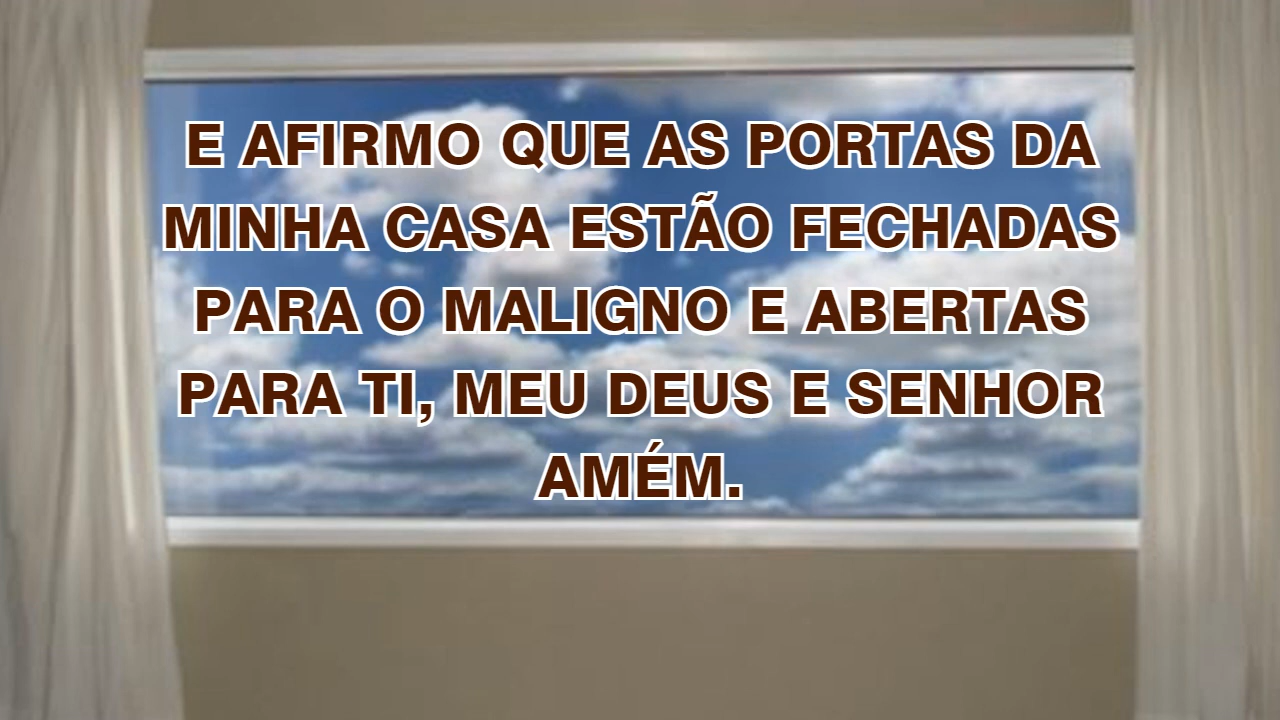 E AFIRMO QUE AS PORTAS DA
MINHA CASA ESTÃO FECHADAS
PARA O MALIGNO E ABERTAS
PARA TI, MEU DEUS E SENHOR
AMÉM.